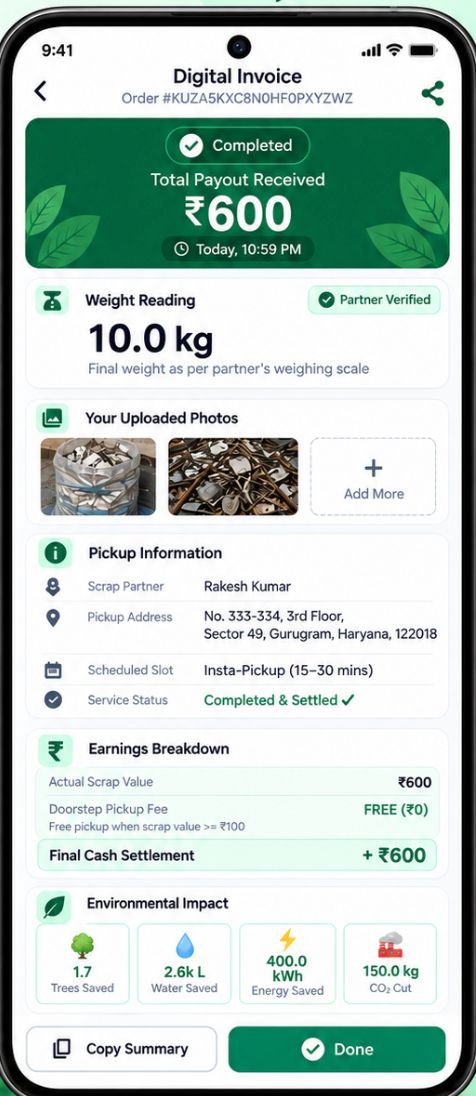 9:41
Digital Invoice
Order #KUZA5KXC8N0HF0PXYZWZ
Completed
Total Payout Received
₹600
Today, 10:59 PM
Weight Reading
Partner Verified
10.0 kg
Final weight as per partner's weighing scale
Your Uploaded Photos
+
Add More
Pickup Information
Scrap Partner Rakesh Kumar
Pickup Address No. 333-334, 3rd Floor,
Sector 49, Gurugram, Haryana, 122018
Scheduled Slot Insta-Pickup (15–30 mins)
Service Status Completed & Settled ✓
₹ Earnings Breakdown
Actual Scrap Value ₹600
Doorstep Pickup Fee FREE (₹0)
Free pickup when scrap value >= ₹100
Final Cash Settlement + ₹600
Environmental Impact
1.7
Trees Saved
2.6k L
Water Saved
400.0
kWh
Energy Saved
150.0 kg
CO₂ Cut
Copy Summary
Done